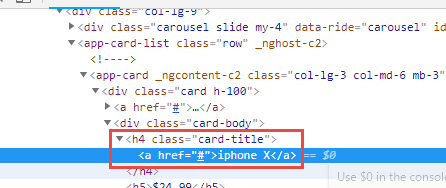 <div class="col-lg-9">
▼<div class="carousel slide my-4" data-ride="carousel" id=
▼<app-card-list class="row" _nghost-c2>
<!---->
▼<app-card _ngcontent-c2 class="col-lg-3 col-md-6 mb-3"
▼<div class="card h-100">
▶<a href="#">…</a>
▼<div class="card-body">
▼<h4 class="card-title">
<a href="#">iphone X</a> == $0
</h4>
<h5>$24.99</h5>
Use $0 in the console